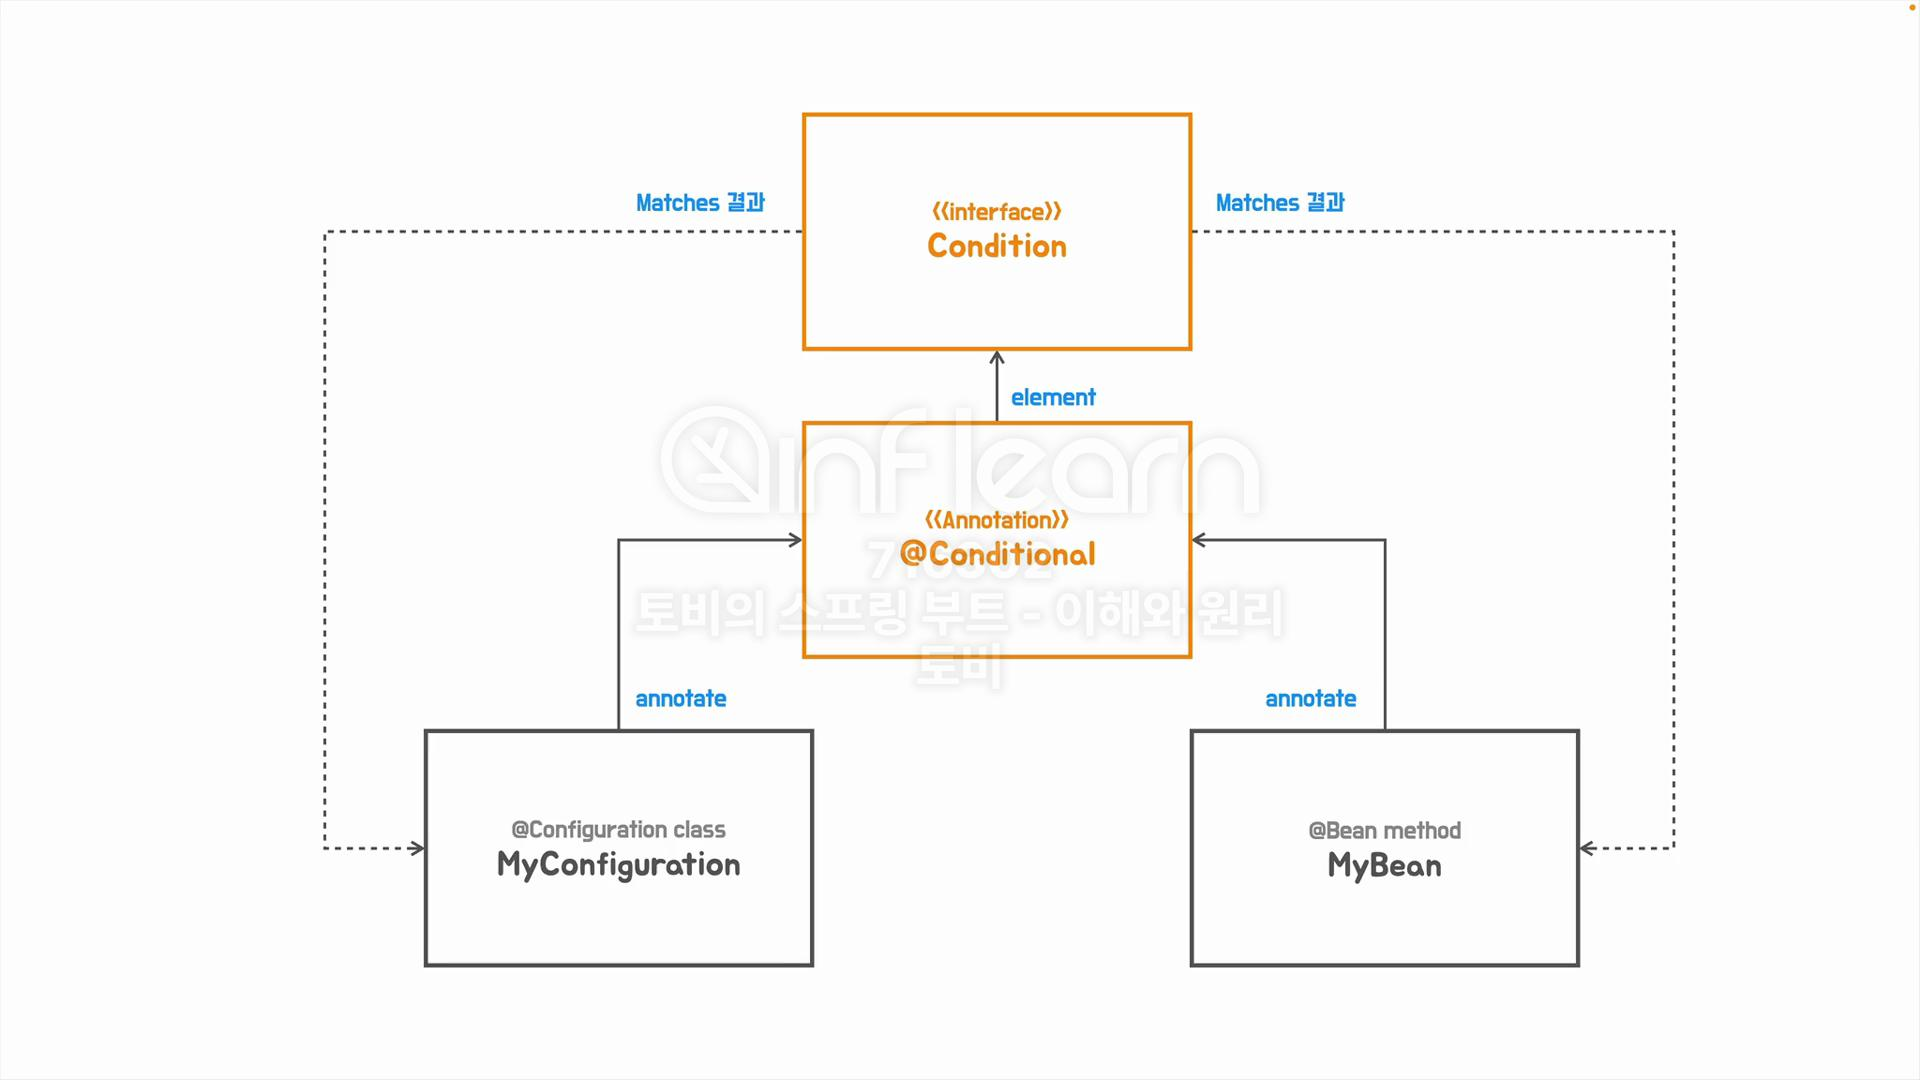 Matches 결과
Matches 결과
《interface》
Condition
element
inflearn
《Annotation》
@Conditional
토비의 스프링 부트 - 이해와 원리
토비
annotate
annotate
@Configuration class
MyConfiguration
@Bean method
MyBean